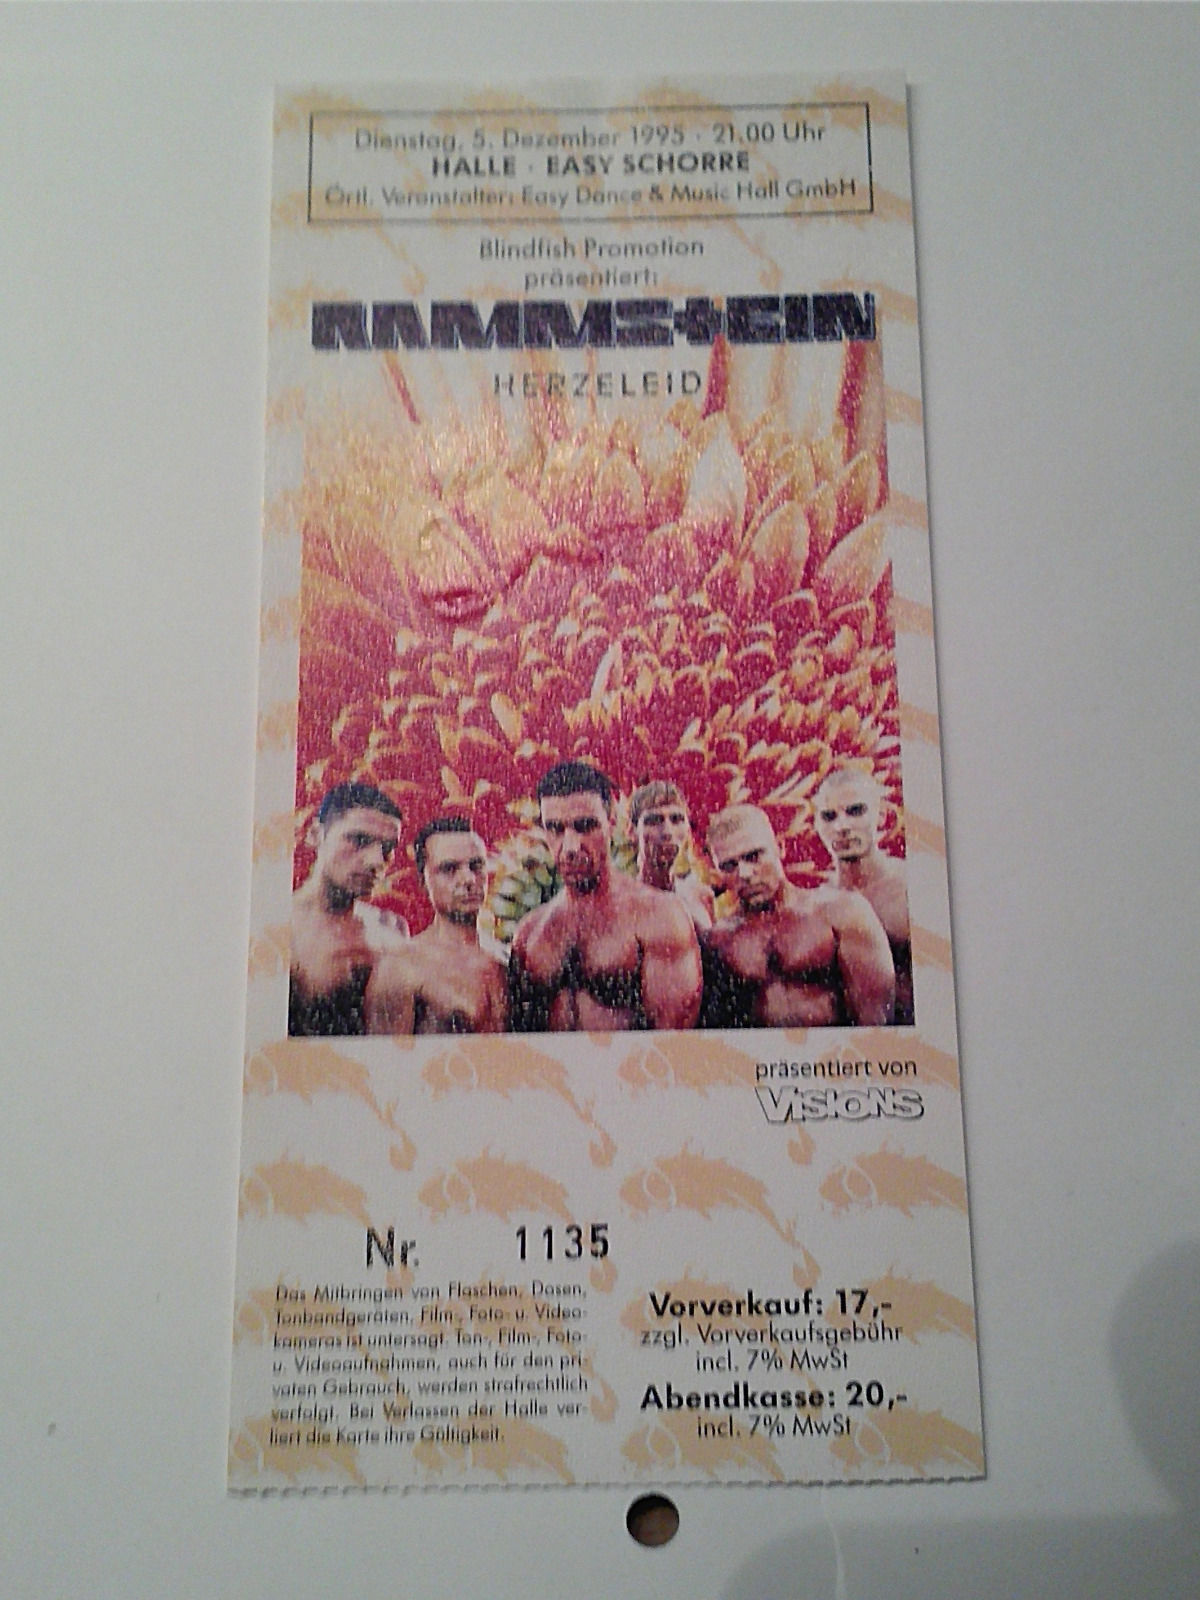 Dienstag, 5. Dezember 1995 · 21.00 Uhr
HALLE · EASY SCHORRE
Örtl. Veranstalter: Easy Dance & Music Hall GmbH
Blindfish Promotion
präsentiert:
RAMMSTEIN
HERZELEID
präsentiert von
VISIONS
Nr. 1135
Das Mitbringen von Flaschen, Dosen,
Tonbandgeräten, Film-, Foto- u. Video-
kameras ist untersagt. Ton-, Film-, Foto-
u. Videoaufnahmen, auch für den pri-
vaten Gebrauch, werden strafrechtlich
verfolgt. Bei Verlassen der Halle ver-
liert die Karte ihre Gültigkeit.
Vorverkauf: 17,-
zzgl. Vorverkaufsgebühr
incl. 7% MwSt
Abendkasse: 20,-
incl. 7% MwSt